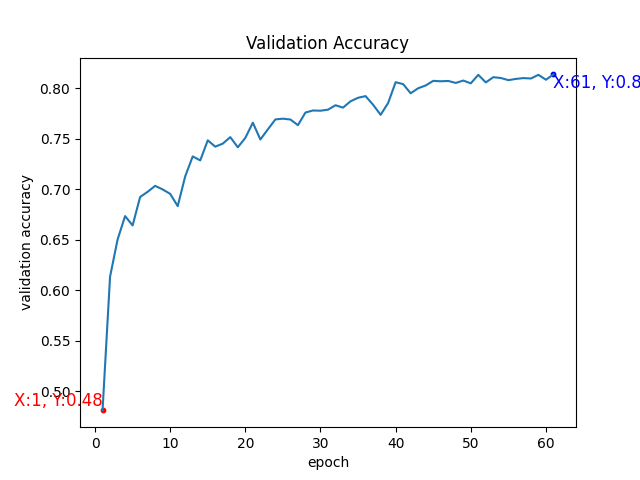 Validation Accuracy
validation accuracy
0.80
0.75
0.70
0.65
0.60
0.55
0.50
X:1, Y:0.48
X:61, Y:0.8
0 10 20 30 40 50 60
epoch